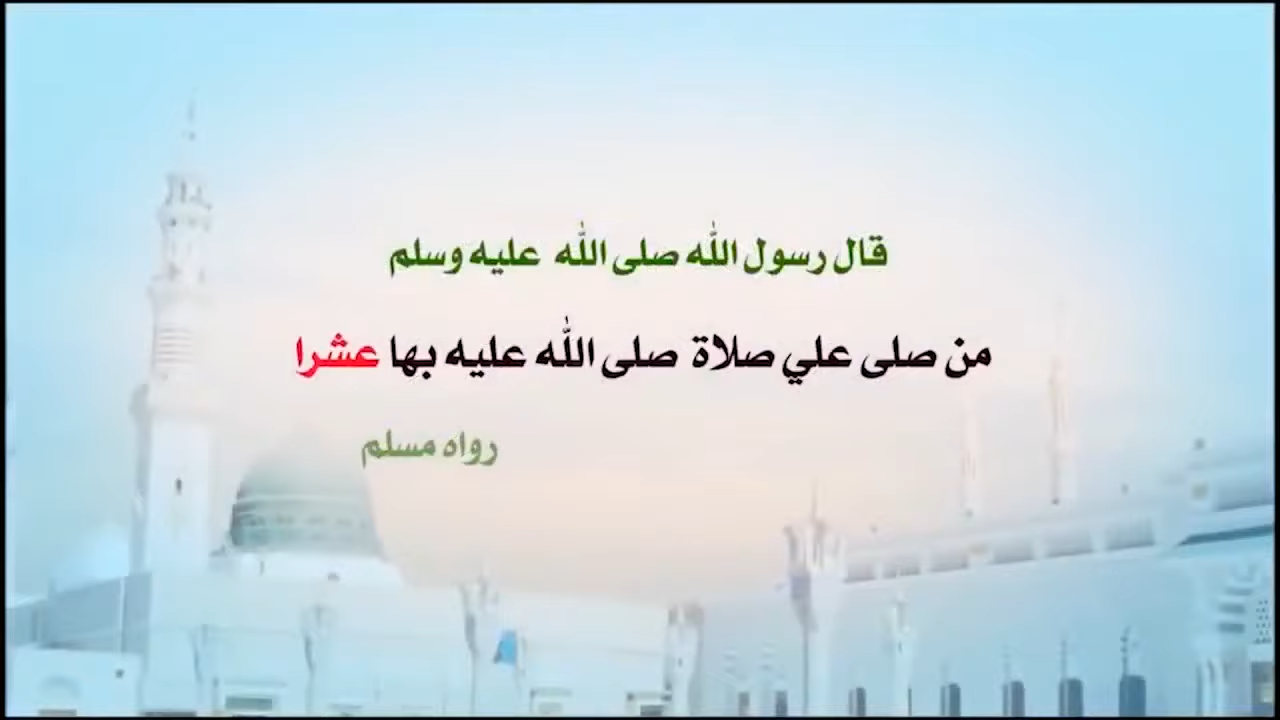 قال رسول الله صلى الله عليه وسلم
من صلى علي صلاة صلى الله عليه بها عشرا
رواه مسلم